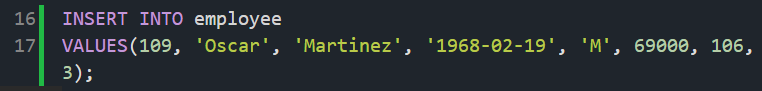 16 INSERT INTO employee
17 VALUES(109, 'Oscar', 'Martinez', '1968-02-19', 'M', 69000, 106,
3);